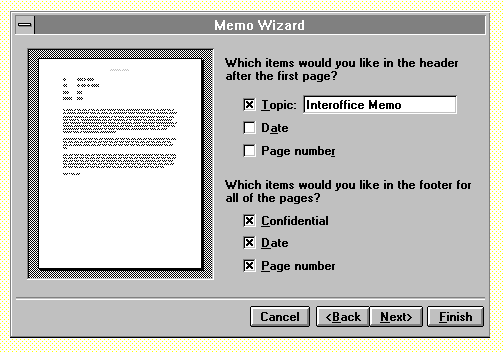 Memo Wizard
Which items would you like in the header
after the first page?
Topic: Interoffice Memo
Date
Page number
Which items would you like in the footer for
all of the pages?
Confidential
Date
Page number
Cancel <Back Next> Finish